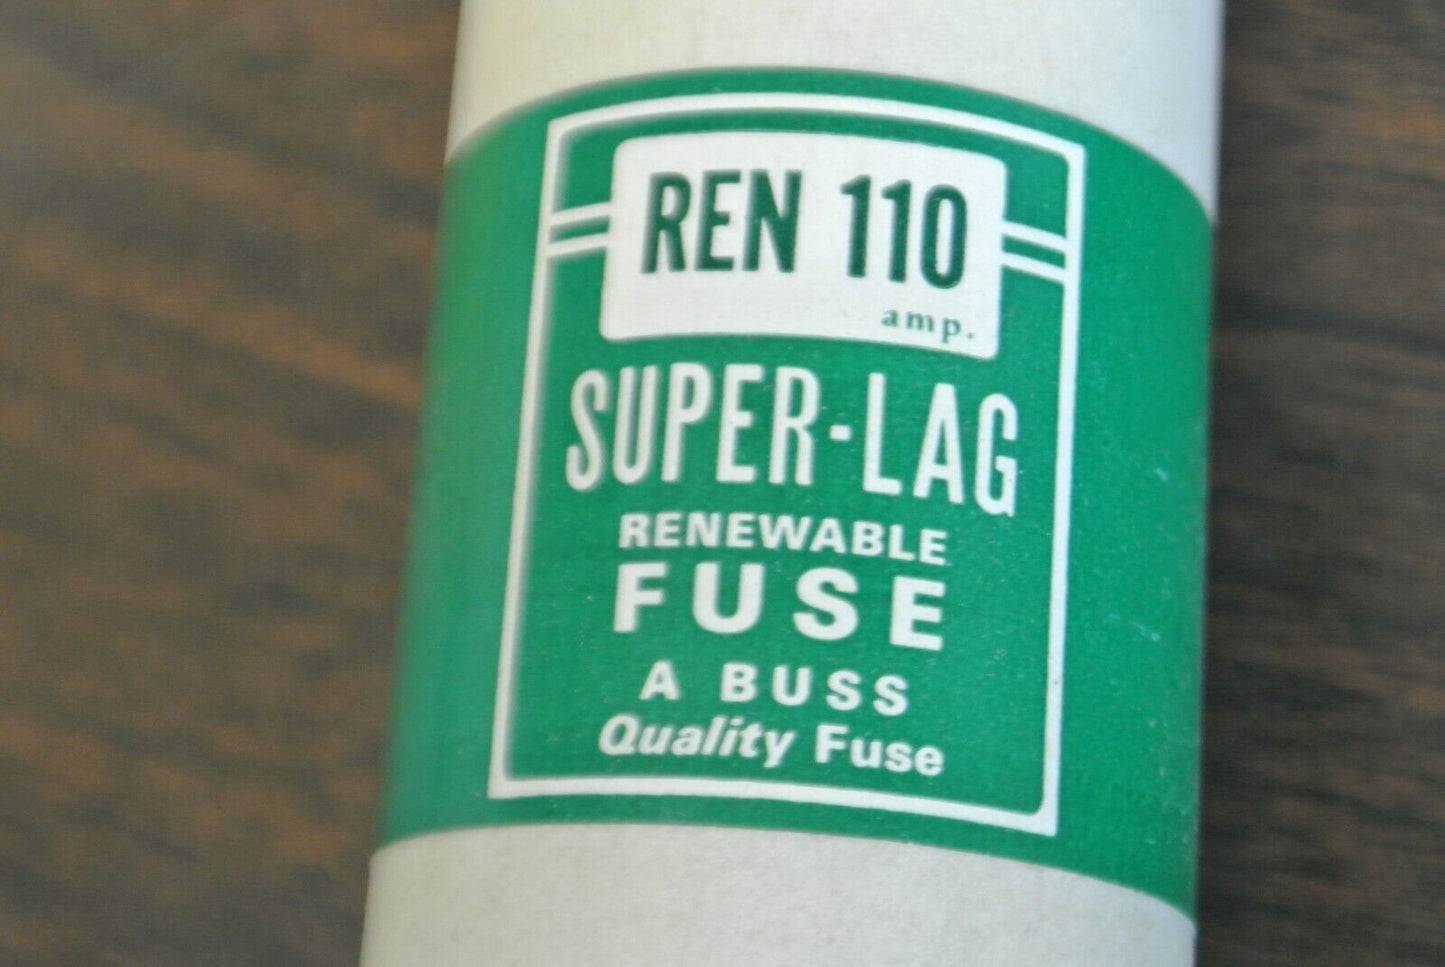 REN 110
amp.
SUPER-LAG
RENEWABLE
FUSE
A BUSS
Quality Fuse